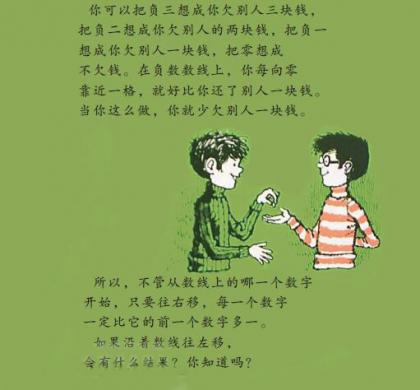 你可以把负三想成你欠别人三块钱，
把负二想成你欠别人的两块钱，负一
想成你欠别人一块钱，把零想成
不欠钱。在负数数线上，你每向零
靠近一格，就好比你还了别人一块钱。
当你这么做，你就少欠别人一块钱。
所以，不管从数线上的哪一个数字
开始，只要往右移，每一个数字
一定比它的前一个数字多一。
如果沿着数线往左移，
会有什么结果？你知道吗？